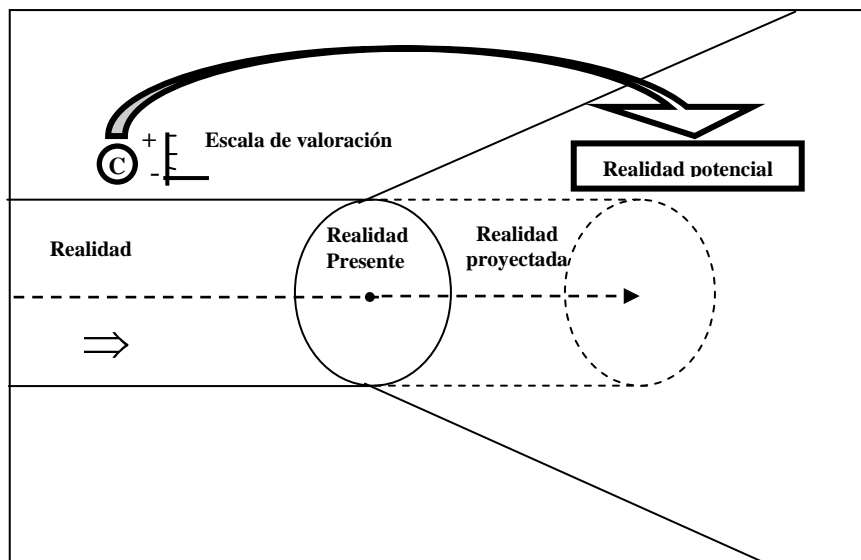 + Escala de valoración
C
-
Realidad potencial
Realidad
Realidad
Presente
Realidad
proyectada